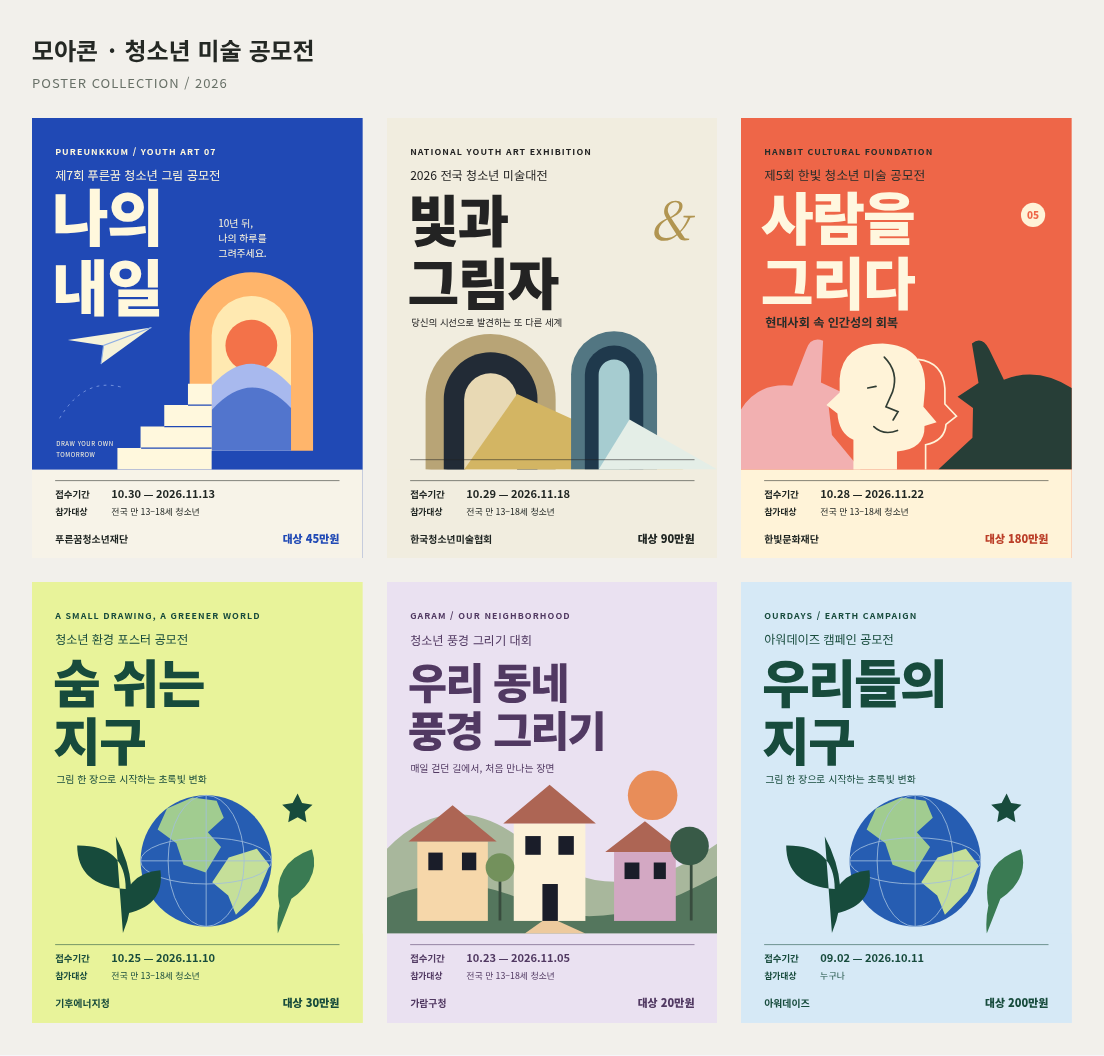 모아콘 · 청소년 미술 공모전
POSTER COLLECTION / 2026
PUREUNKKUM / YOUTH ART 07
제7회 푸른꿈 청소년 그림 공모전
나의
내일
10년 뒤,
나의 하루를
그려주세요.
DRAW YOUR OWN
TOMORROW
접수기간 10.30 — 2026.11.13
참가대상 전국 만 13–18세 청소년
푸른꿈청소년재단 대상 45만원
NATIONAL YOUTH ART EXHIBITION
2026 전국 청소년 미술대전
빛과
그림자
&
당신의 시선으로 발견하는 또 다른 세계
접수기간 10.29 — 2026.11.18
참가대상 전국 만 13–18세 청소년
한국청소년미술협회 대상 90만원
HANBIT CULTURAL FOUNDATION
제5회 한빛 청소년 미술 공모전
사람을
그리다
05
현대사회 속 인간성의 회복
접수기간 10.28 — 2026.11.22
참가대상 전국 만 13–18세 청소년
한빛문화재단 대상 180만원
A SMALL DRAWING, A GREENER WORLD
청소년 환경 포스터 공모전
숨 쉬는
지구
그림 한 장으로 시작하는 초록빛 변화
접수기간 10.25 — 2026.11.10
참가대상 전국 만 13–18세 청소년
기후에너지청 대상 30만원
GARAM / OUR NEIGHBORHOOD
청소년 풍경 그리기 대회
우리 동네
풍경 그리기
매일 걷던 길에서, 처음 만나는 장면
접수기간 10.23 — 2026.11.05
참가대상 전국 만 13–18세 청소년
가람구청 대상 20만원
OURDAYS / EARTH CAMPAIGN
아워데이즈 캠페인 공모전
우리들의
지구
그림 한 장으로 시작하는 초록빛 변화
접수기간 09.02 — 2026.10.11
참가대상 누구나
아워데이즈 대상 200만원